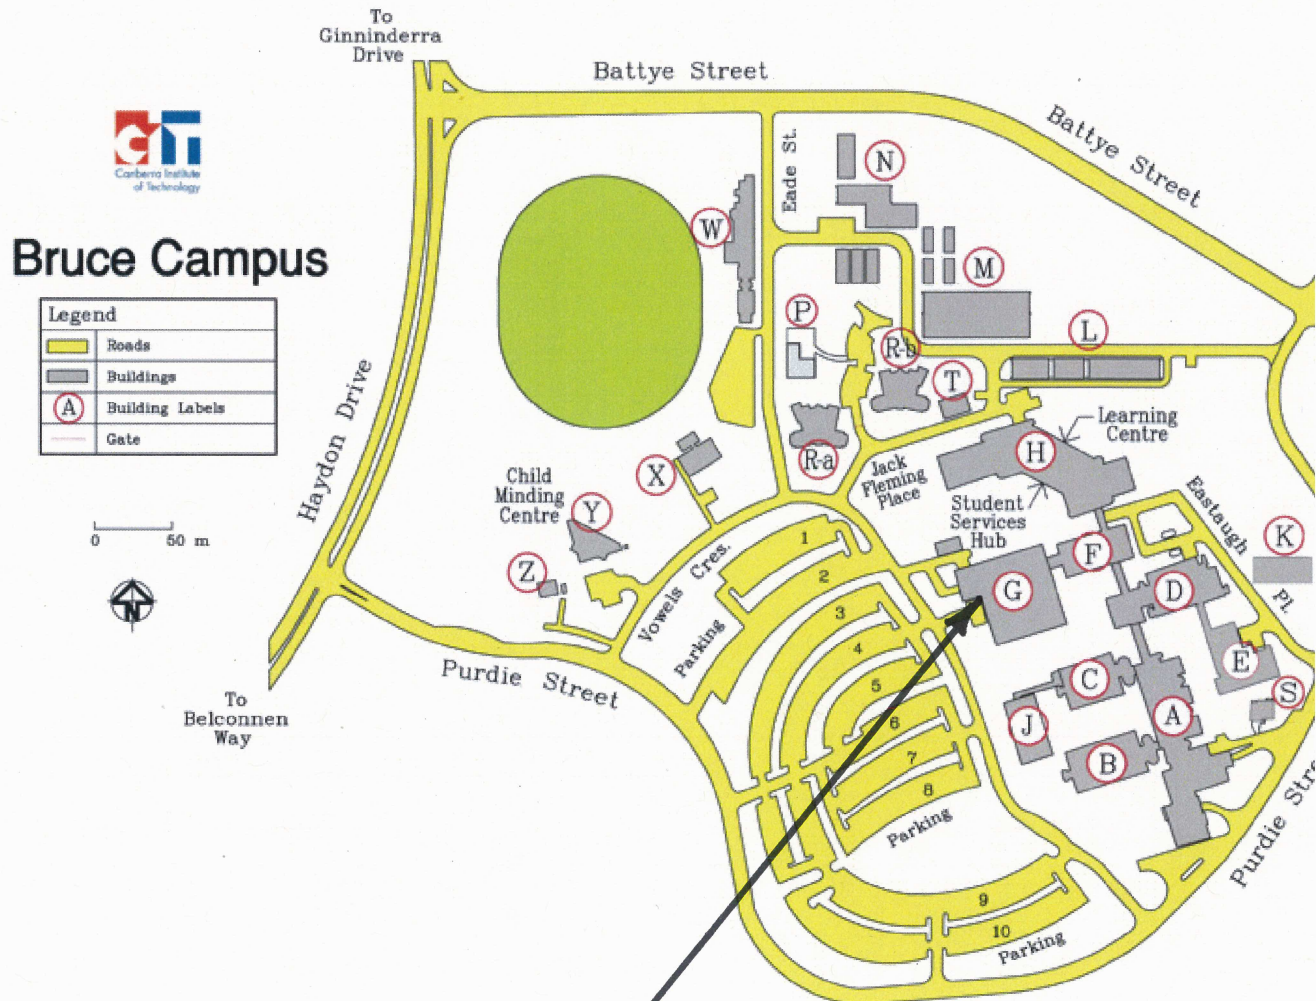 To
Ginninderra
Drive
Battye Street
Battye Street
CIT
Canberra Institute
of Technology
Bruce Campus
Legend
Roads
Buildings
A Building Labels
Gate
0 50 m
N
Haydon Drive
To
Belconnen
Way
Purdie Street
Eade St.
N
W
M
P
L
R-b
T
R-a
Learning
Centre
H
Jack
Fleming
Place
Student
Services
Hub
X
Child
Minding
Centre
Y
Z
Vowels Cres.
Parking
1
2
3
4
5
6
7
8
Parking
9
10
Parking
Eastaugh
Pl.
K
F
G
D
E
C
S
J
A
B
Purdie Stre